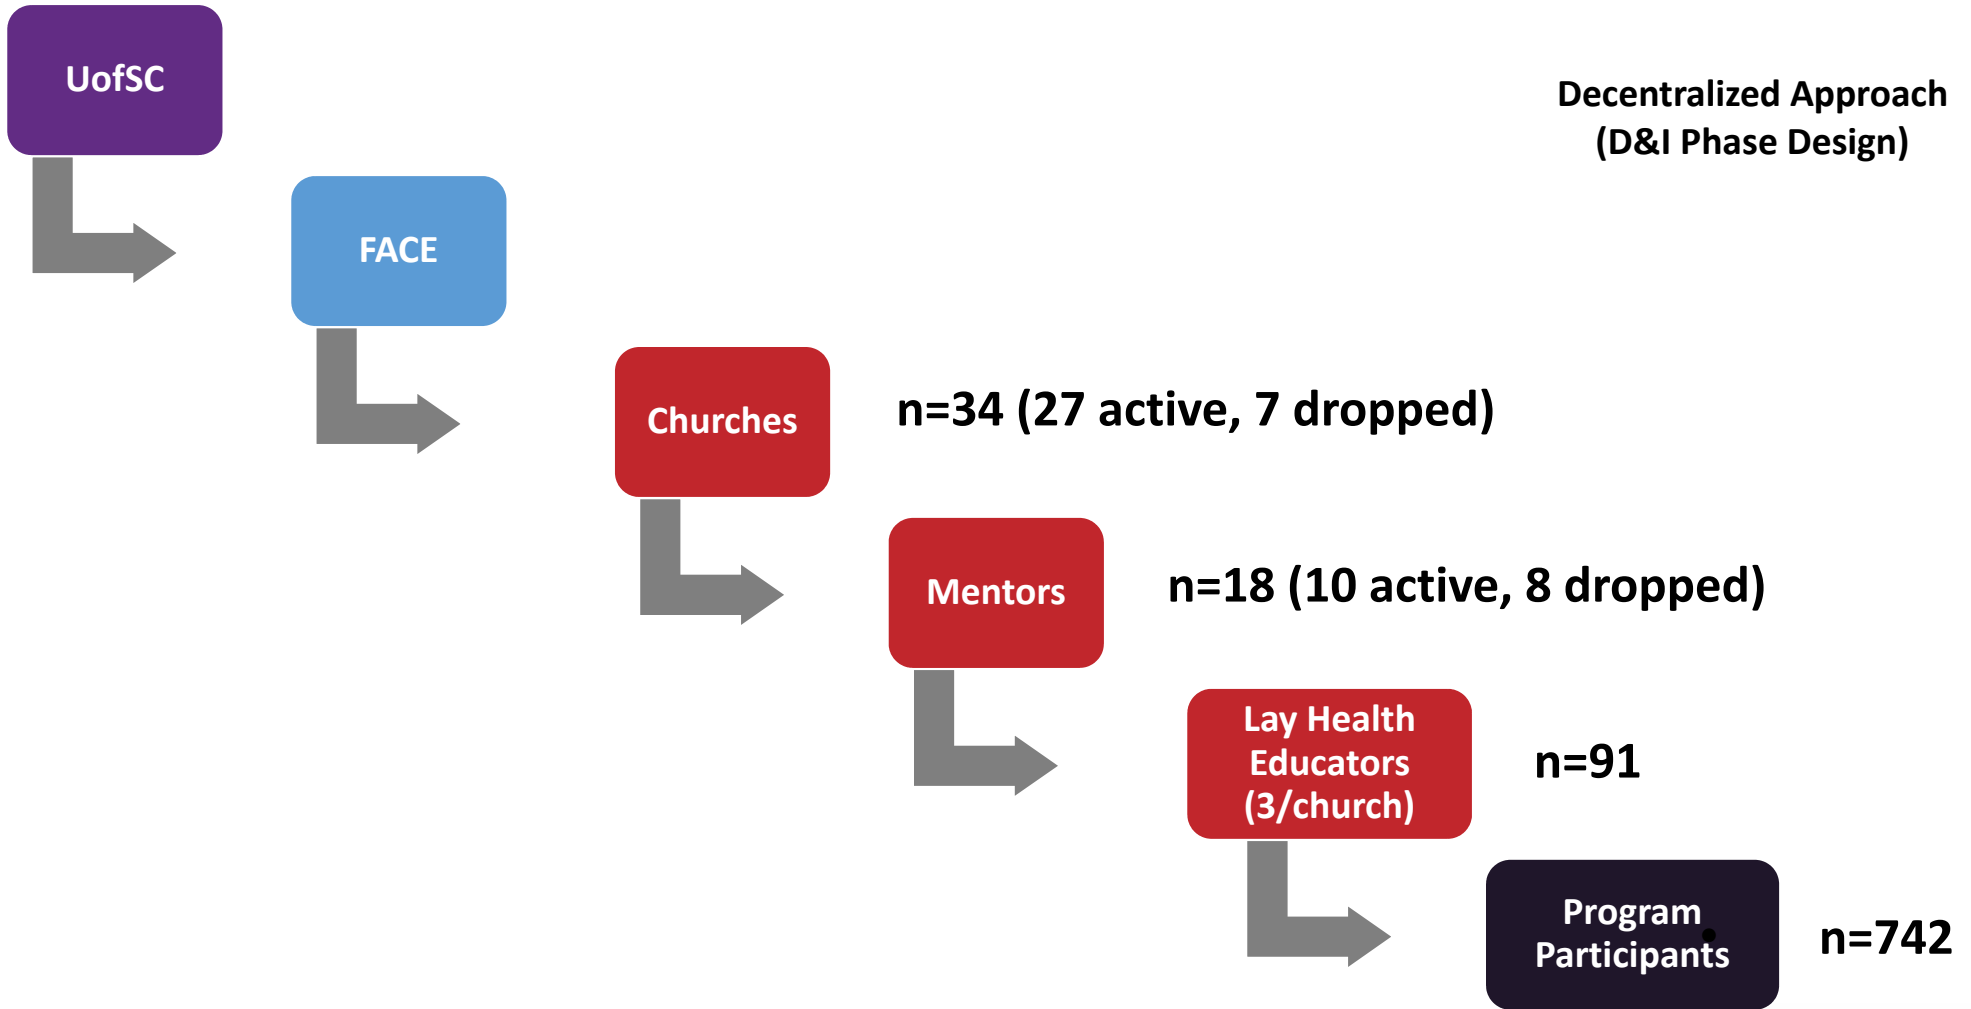 UofSC
Decentralized Approach
(D&I Phase Design)
FACE
Churches
n=34 (27 active, 7 dropped)
Mentors
n=18 (10 active, 8 dropped)
Lay Health
Educators
(3/church)
n=91
Program
Participants
n=742